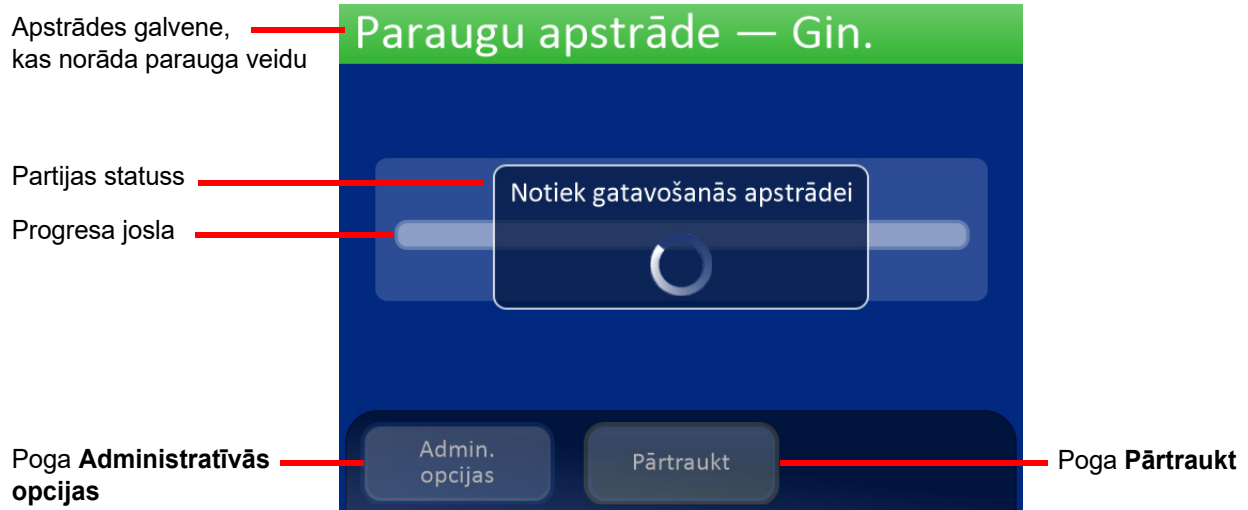 Apstrādes galvene,
kas norāda parauga veidu
Paraugu apstrāde — Gin.
Partijas statuss
Notiek gatavošanās apstrādei
Progresa josla
Poga Administratīvās
opcijas
Admin.
opcijas
Pārtraukt
Poga Pārtraukt